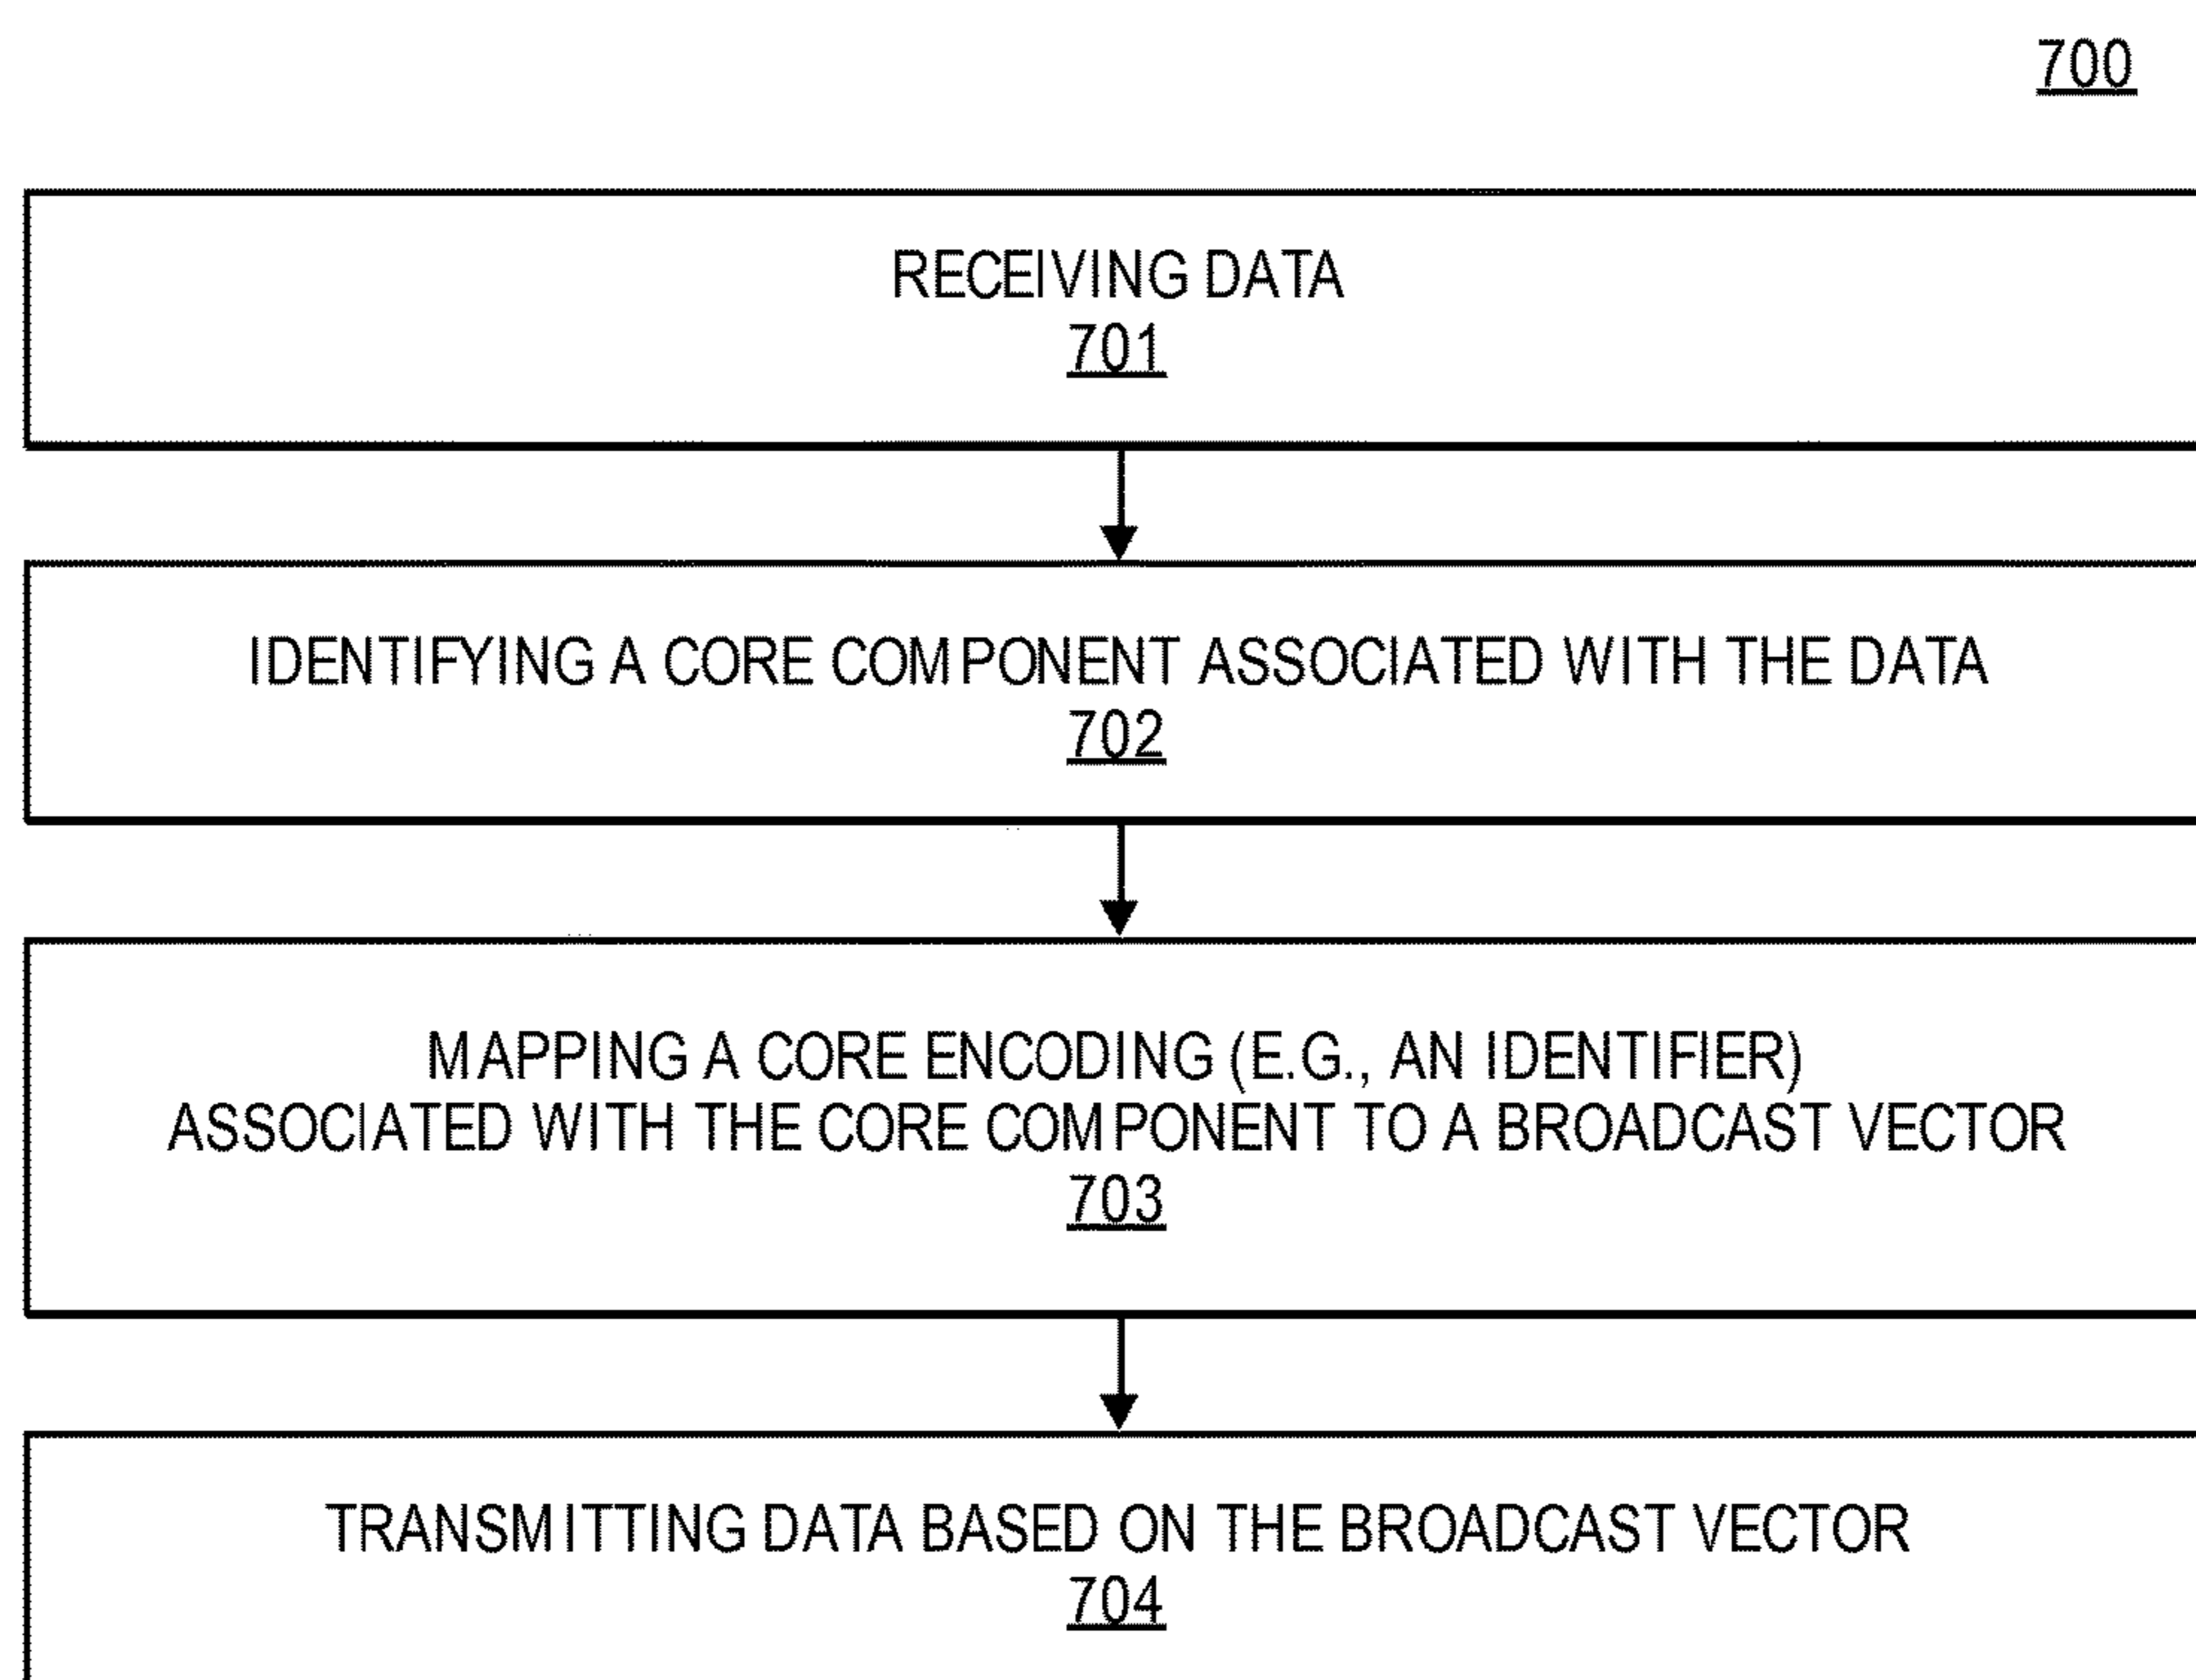 700
RECEIVING DATA
701
IDENTIFYING A CORE COMPONENT ASSOCIATED WITH THE DATA
702
MAPPING A CORE ENCODING (E.G., AN IDENTIFIER)
ASSOCIATED WITH THE CORE COMPONENT TO A BROADCAST VECTOR
703
TRANSMITTING DATA BASED ON THE BROADCAST VECTOR
704